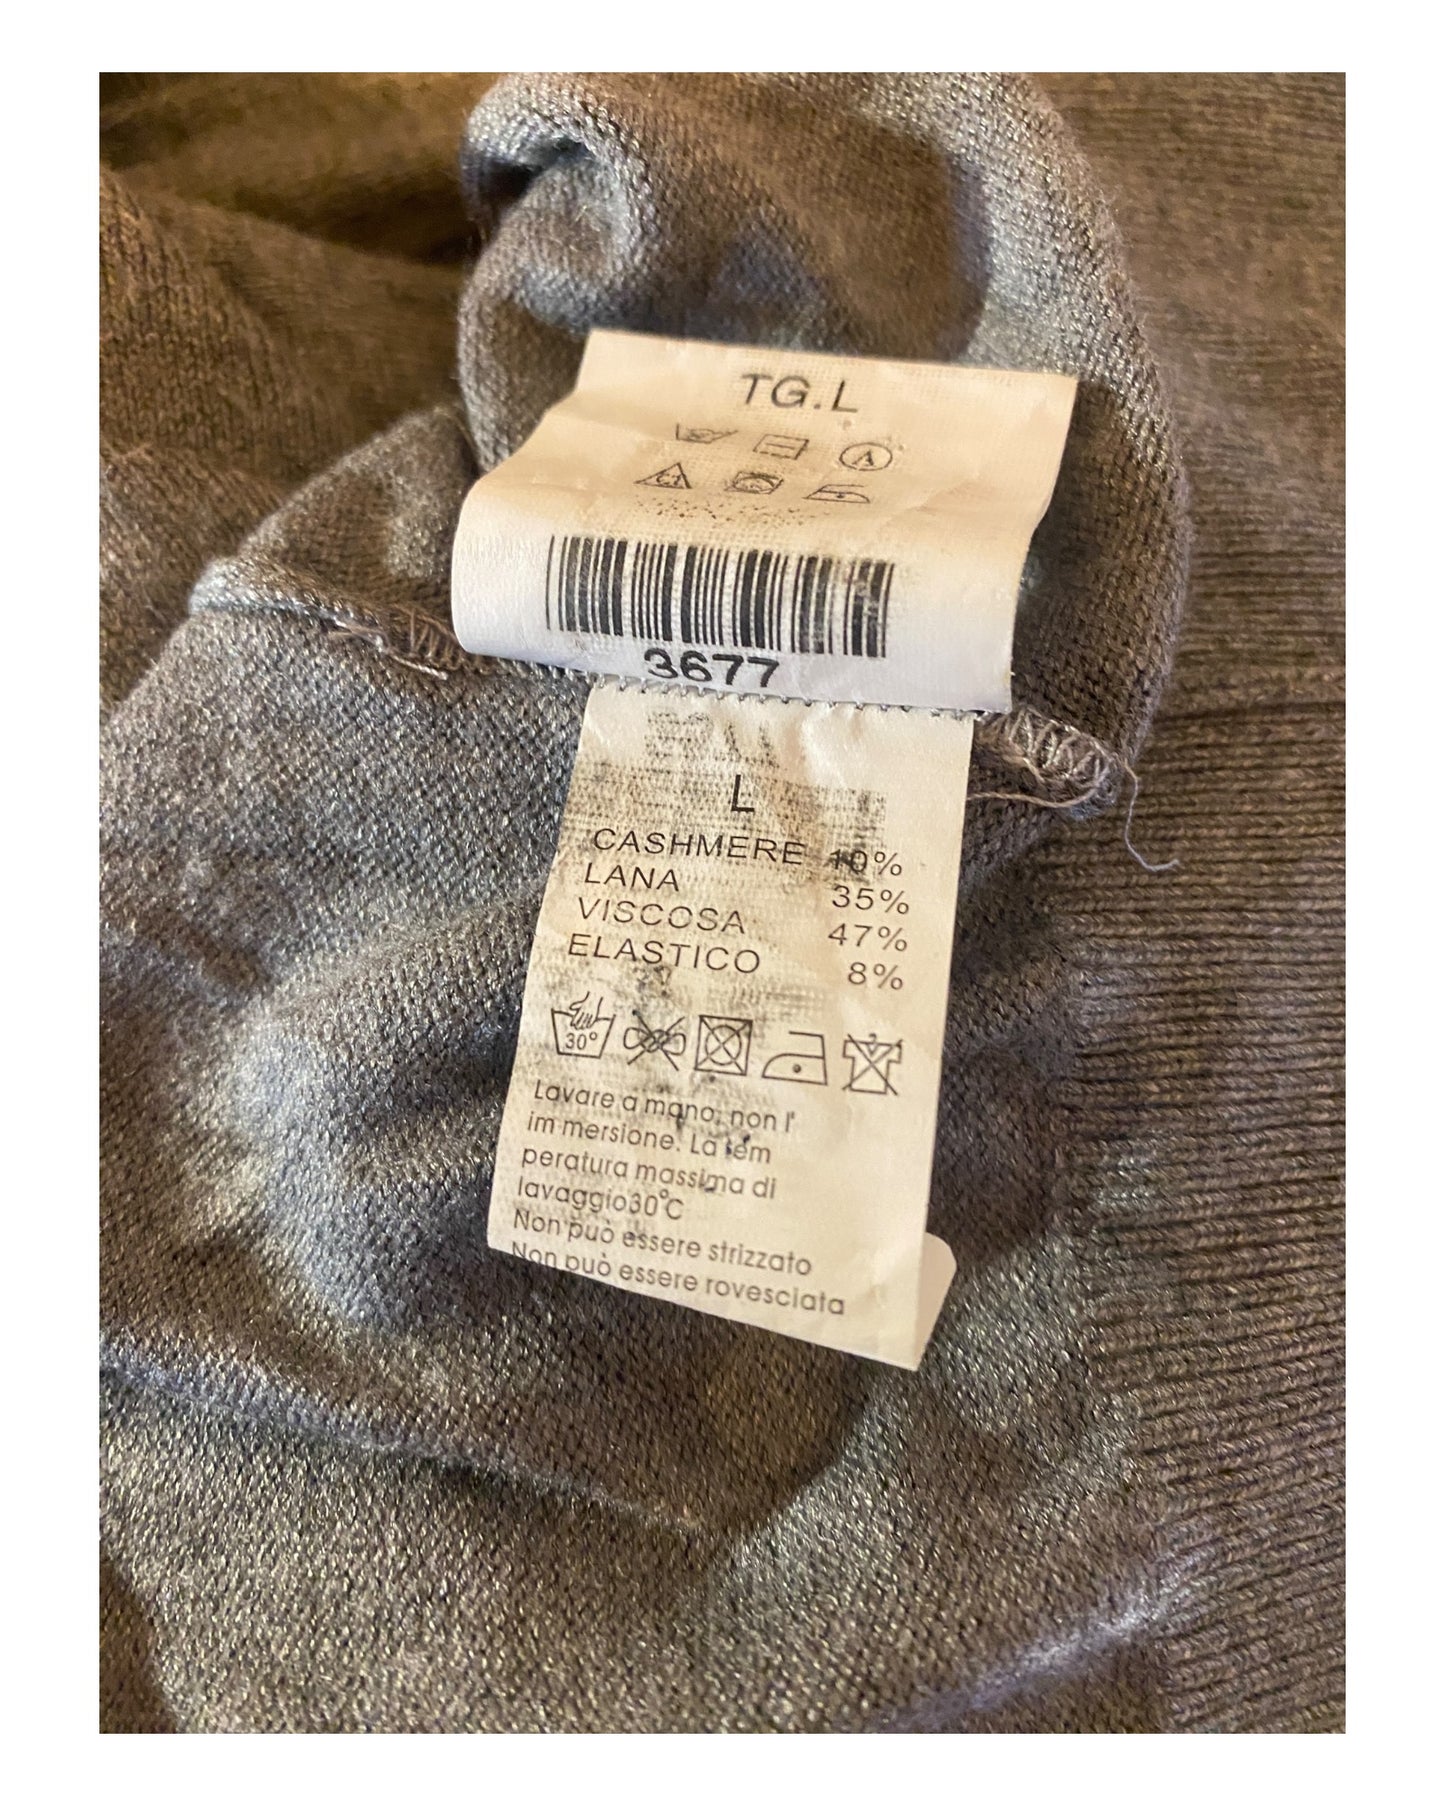 TG.L
A
CL
3677
L
CASHMERE 10%
LANA 35%
VISCOSA 47%
ELASTICO 8%
30°
Lavare a mano, non l'
im mersione. La tem
peratura massima di
lavaggio30°C
Non può essere strizzato
Non può essere rovesciata